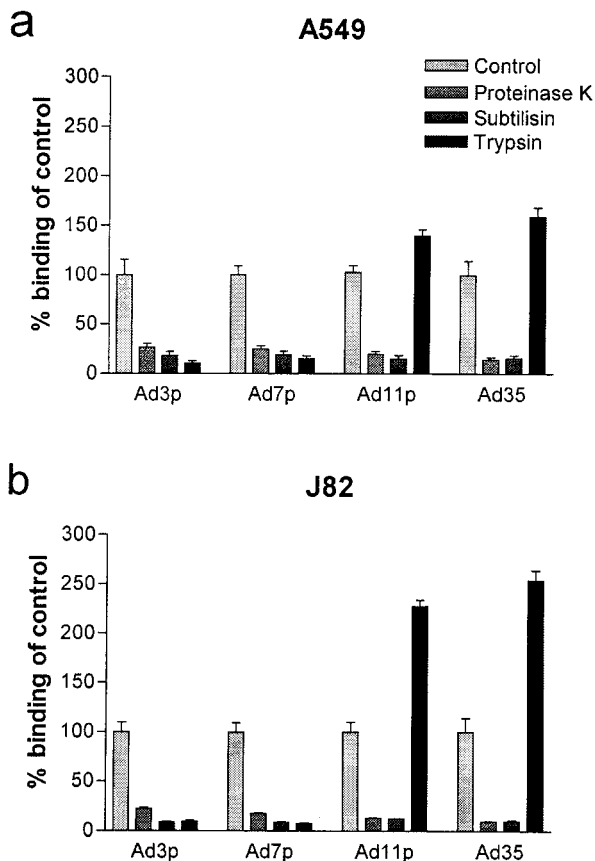 a
A549
Control
Proteinase K
Subtilisin
Trypsin
% binding of control
300
250
200
150
100
50
0
Ad3p Ad7p Ad11p Ad35
b
J82
% binding of control
300
250
200
150
100
50
0
Ad3p Ad7p Ad11p Ad35